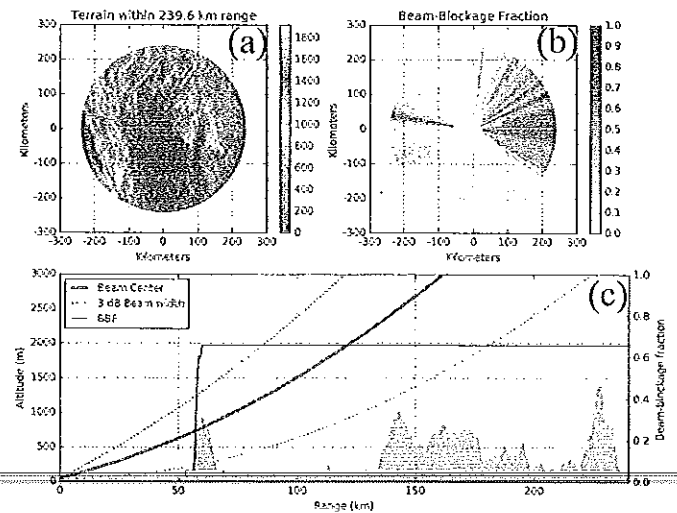 Terrain within 239.6 km range
Beam-Blockage Fraction
(a)
(b)
300
200
100
0
-100
-200
-300
-300 -200 -100 0 100 200 300
Kilometers
Kilometers
1800
1600
1400
1200
1000
800
600
400
200
0
300
200
100
0
-100
-200
-300
-300 -200 -100 0 100 200 300
Kilometers
Kilometers
1.0
0.9
0.8
0.7
0.6
0.5
0.4
0.3
0.2
0.1
0.0
(c)
Beam Center
3 dB Beam width
BBF
3000
2500
2000
1500
1000
500
0
Altitude (m)
0 50 100 150 200
Range (km)
1.0
0.8
0.6
0.4
0.2
0.0
Beam-blockage fraction